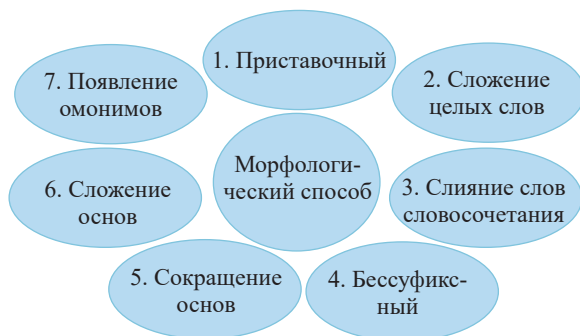 1. Приставочный
2. Сложение
целых слов
3. Слияние слов
словосочетания
4. Бессуфикс-
ный
5. Сокращение
основ
6. Сложение
основ
7. Появление
омонимов
Морфологи-
ческий способ